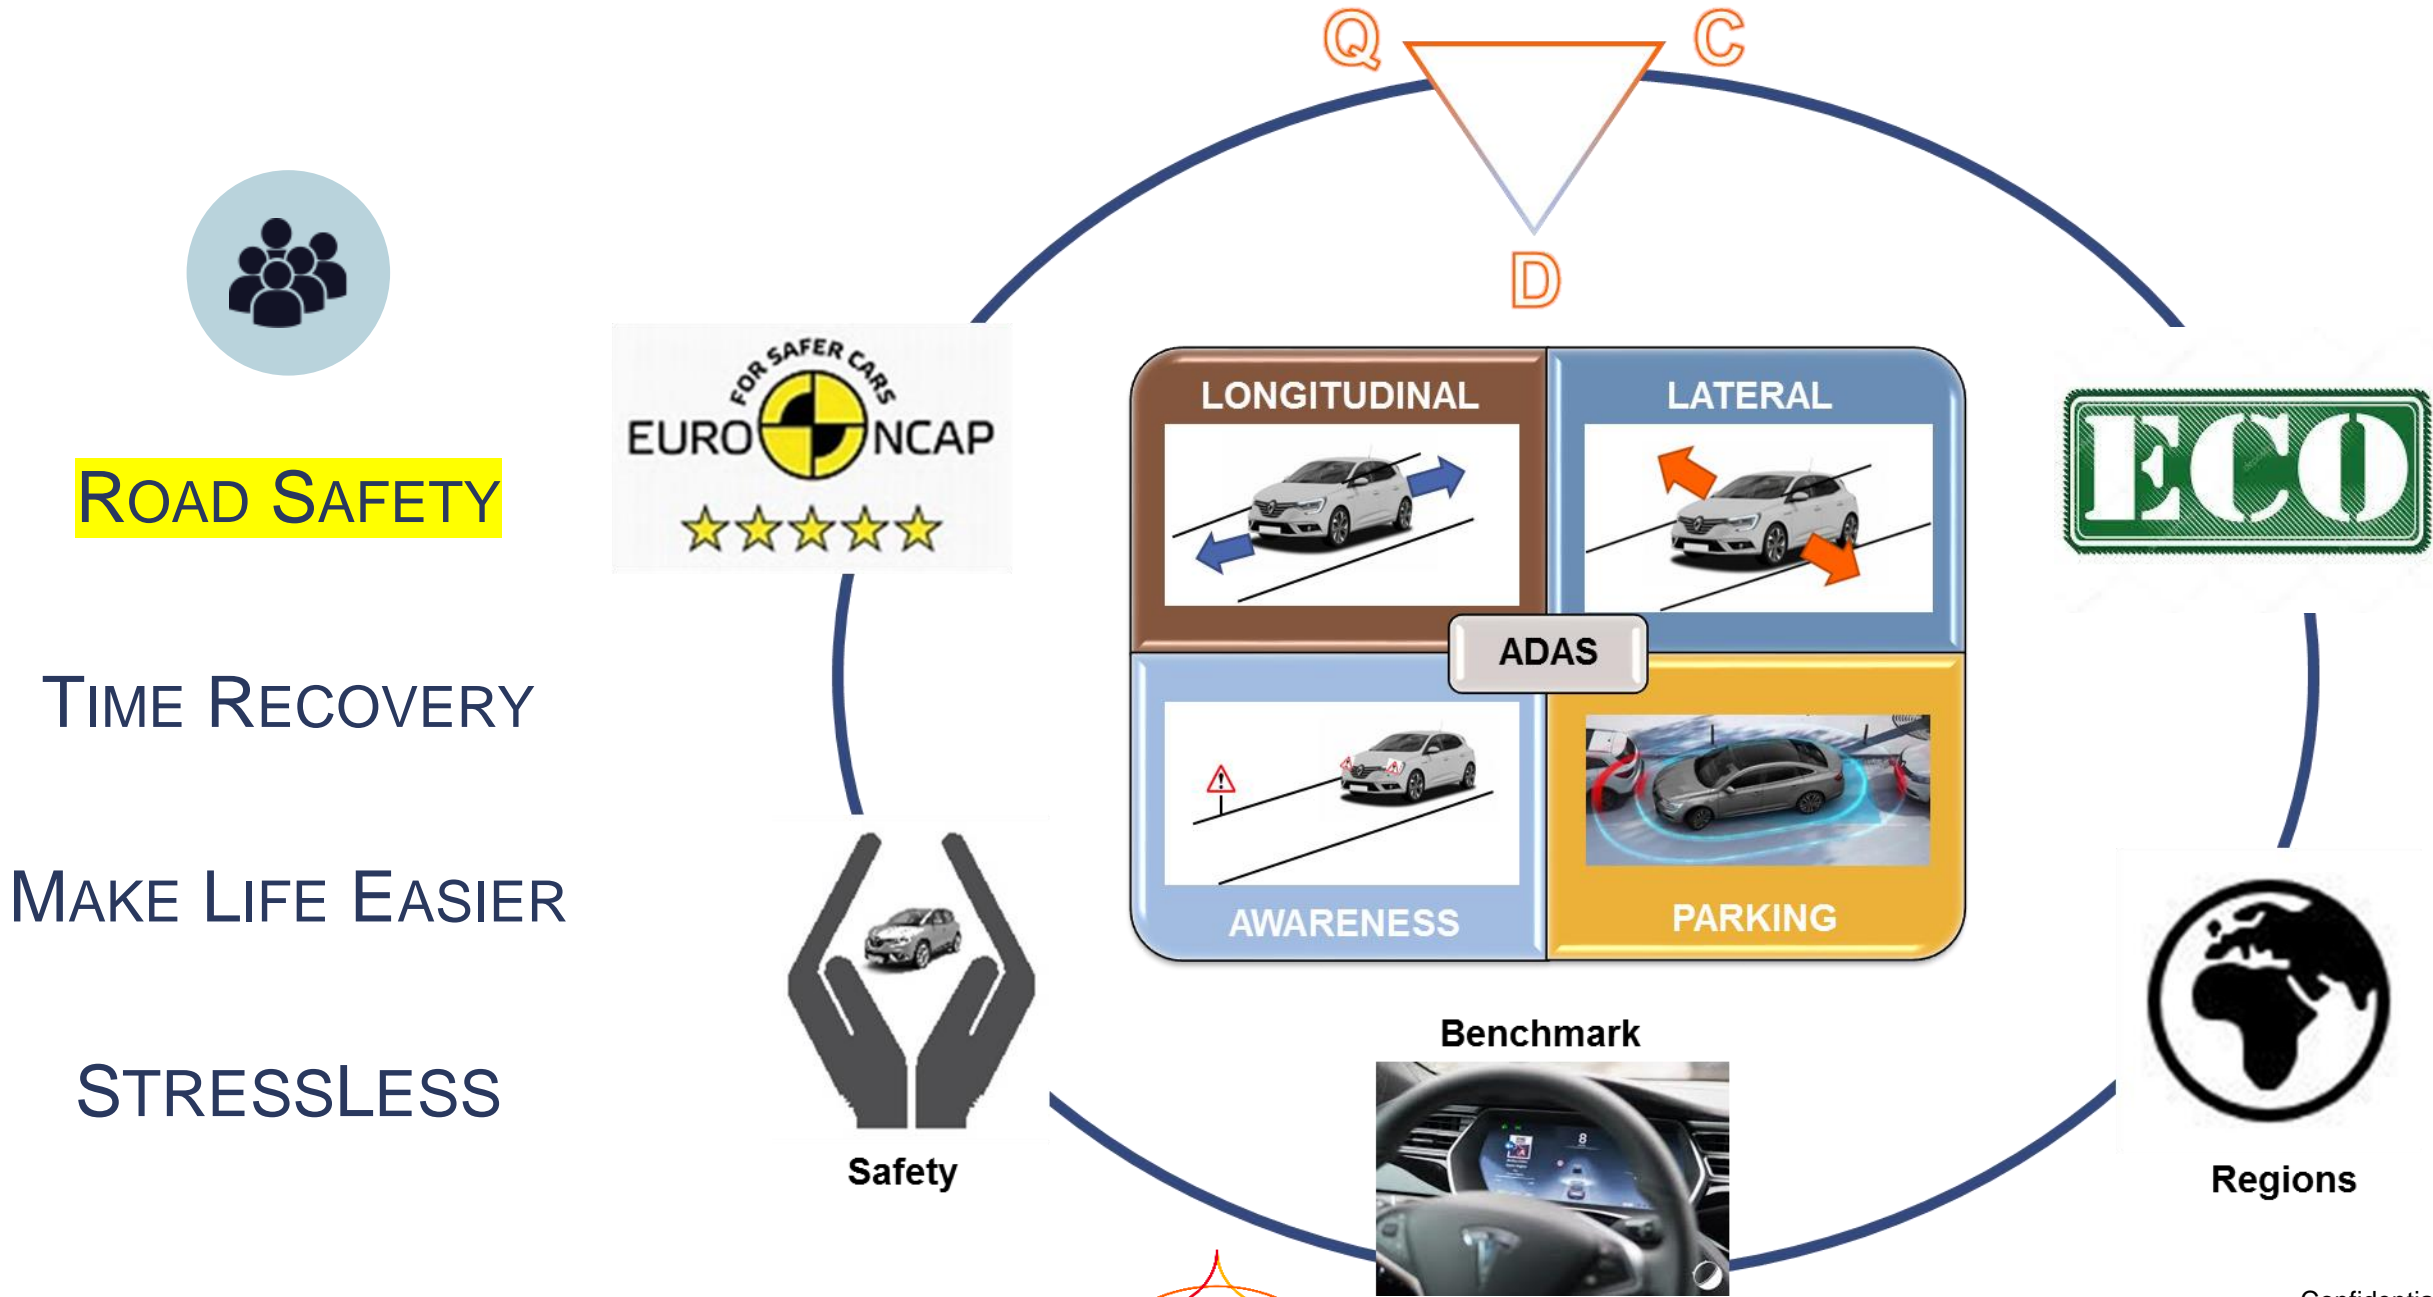 Q
C
D
FOR SAFER CARS
EURO NCAP
ROAD SAFETY
TIME RECOVERY
MAKE LIFE EASIER
STRESSLESS
LONGITUDINAL
LATERAL
ADAS
AWARENESS
PARKING
ECO
Safety
Benchmark
8
Regions